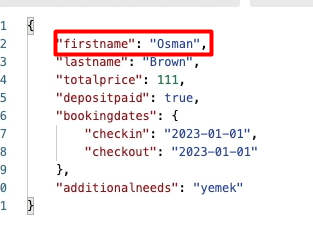 1 {
2 "firstname": "Osman",
3 "lastname": "Brown",
4 "totalprice": 111,
5 "depositpaid": true,
6 "bookingdates": {
7 "checkin": "2023-01-01",
8 "checkout": "2023-01-01"
9 },
0 "additionalneeds": "yemek"
1 }